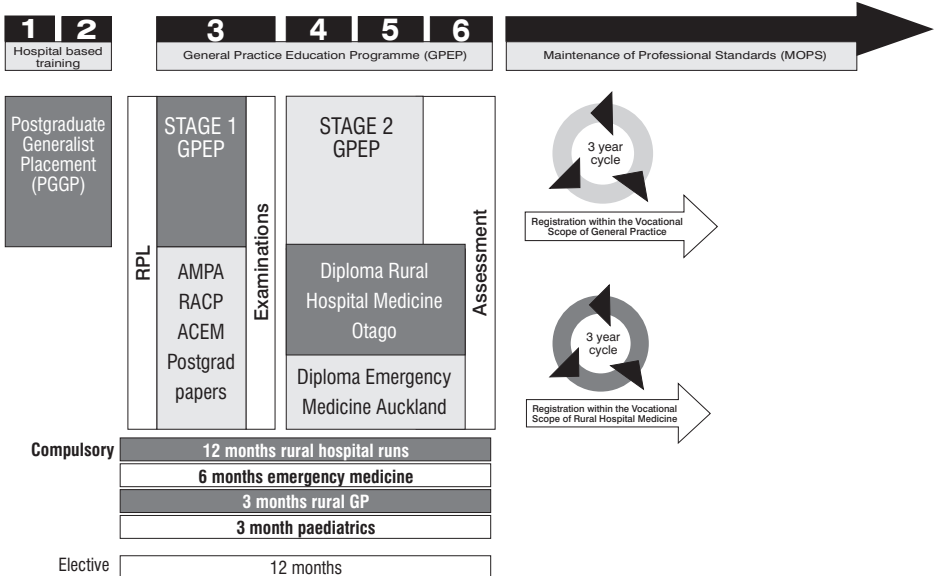 1 2 3 4 5 6
Hospital based
training
General Practice Education Programme (GPEP)
Maintenance of Professional Standards (MOPS)
Postgraduate
Generalist
Placement
(PGGP)
RPL
STAGE 1
GPEP
AMPA
RACP
ACEM
Postgrad
papers
Examinations
STAGE 2
GPEP
Diploma Rural
Hospital Medicine
Otago
Diploma Emergency
Medicine Auckland
Assessment
3 year
cycle
Registration within the Vocational
Scope of General Practice
3 year
cycle
Registration within the Vocational
Scope of Rural Hospital Medicine
Compulsory
12 months rural hospital runs
6 months emergency medicine
3 months rural GP
3 month paediatrics
Elective
12 months